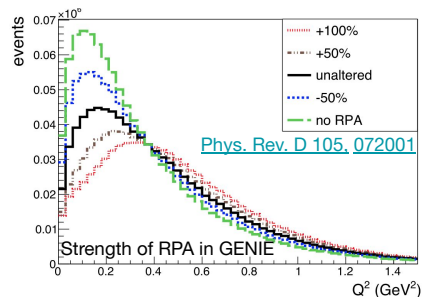 ×10⁶
0.07
0.06
0.05
0.04
0.03
0.02
0.01
0
events
+100%
+50%
unaltered
-50%
no RPA
Phys. Rev. D 105, 072001
Strength of RPA in GENIE
0 0.2 0.4 0.6 0.8 1 1.2 1.4
Q² (GeV²)